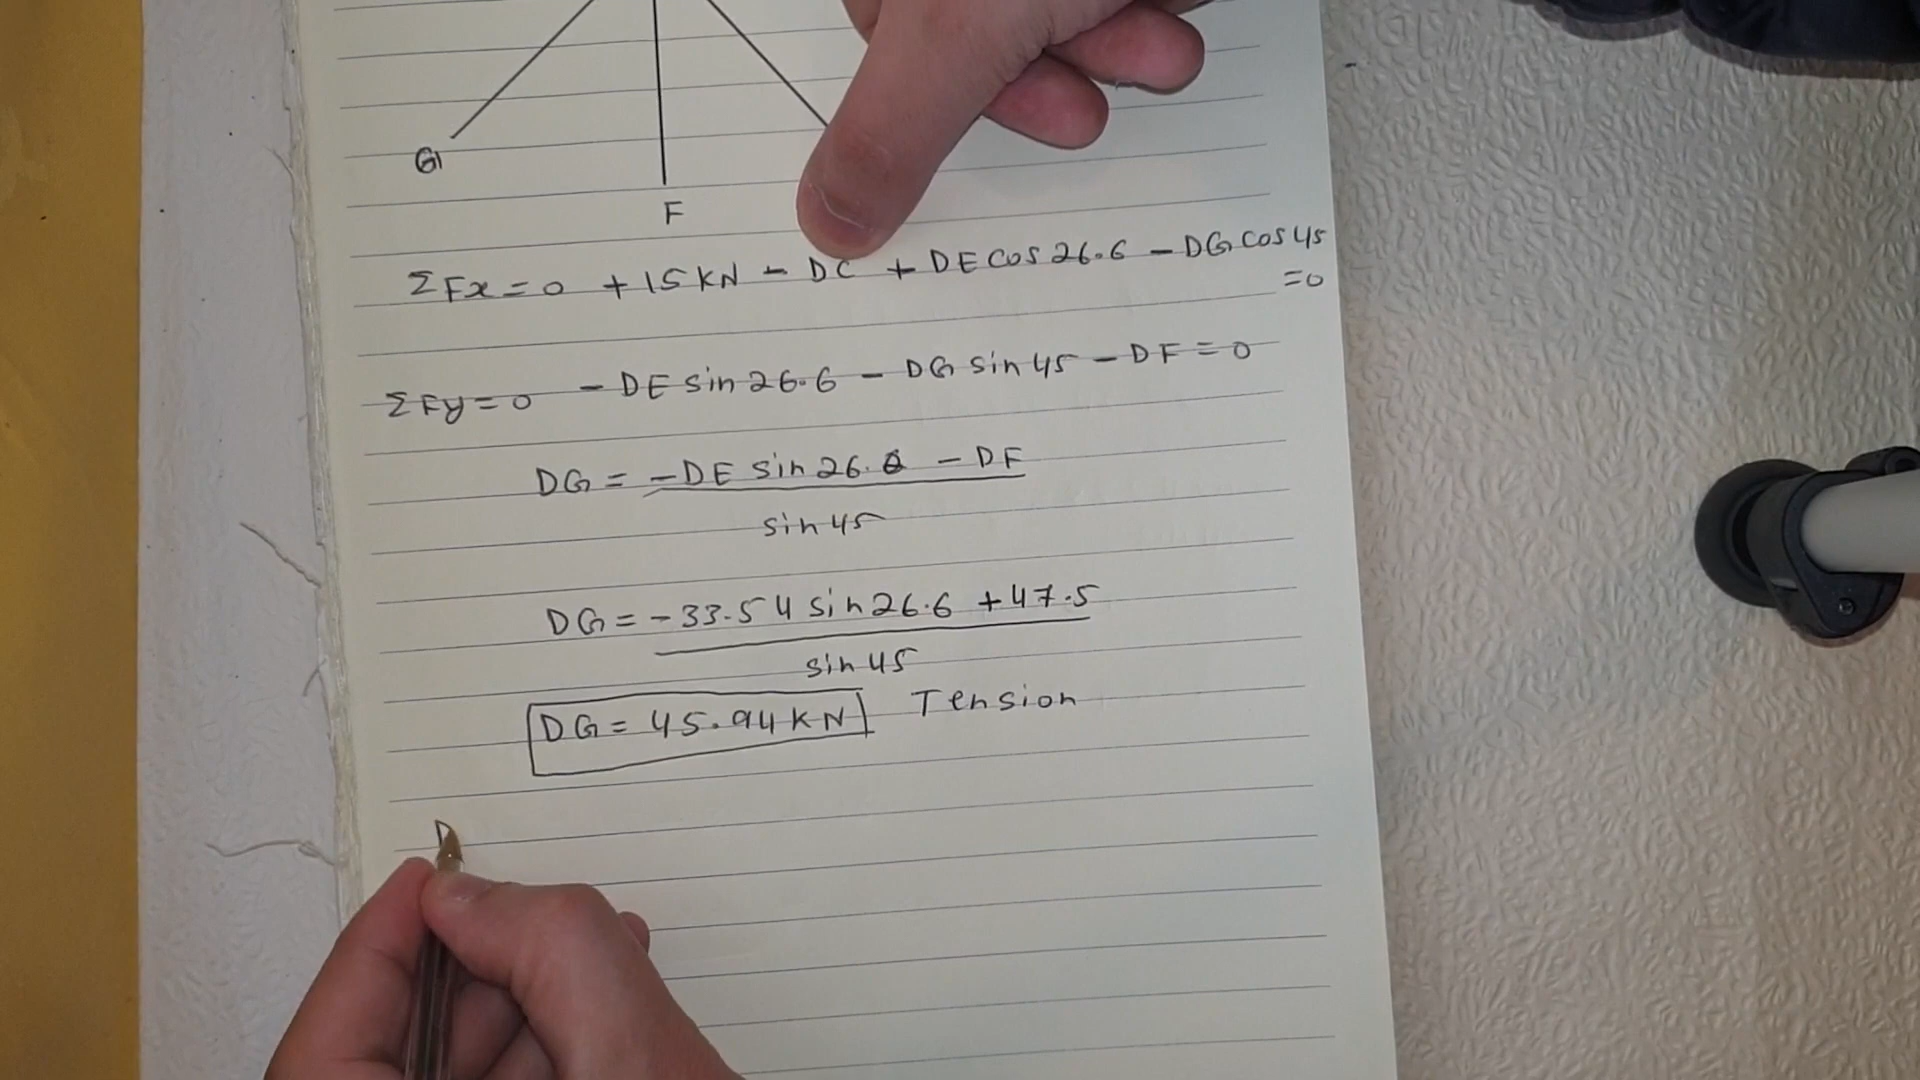 G
F
ΣFx = 0 + 15 KN - DC + DE cos 26.6 - DG cos 45
= 0
ΣFy = 0 - DE sin 26.6 - DG sin 45 - DF = 0
DG = -DE sin 26.6 - DF
sin 45
DG = -33.54 sin 26.6 + 47.5
sin 45
DG = 45.94 KN Tension
D